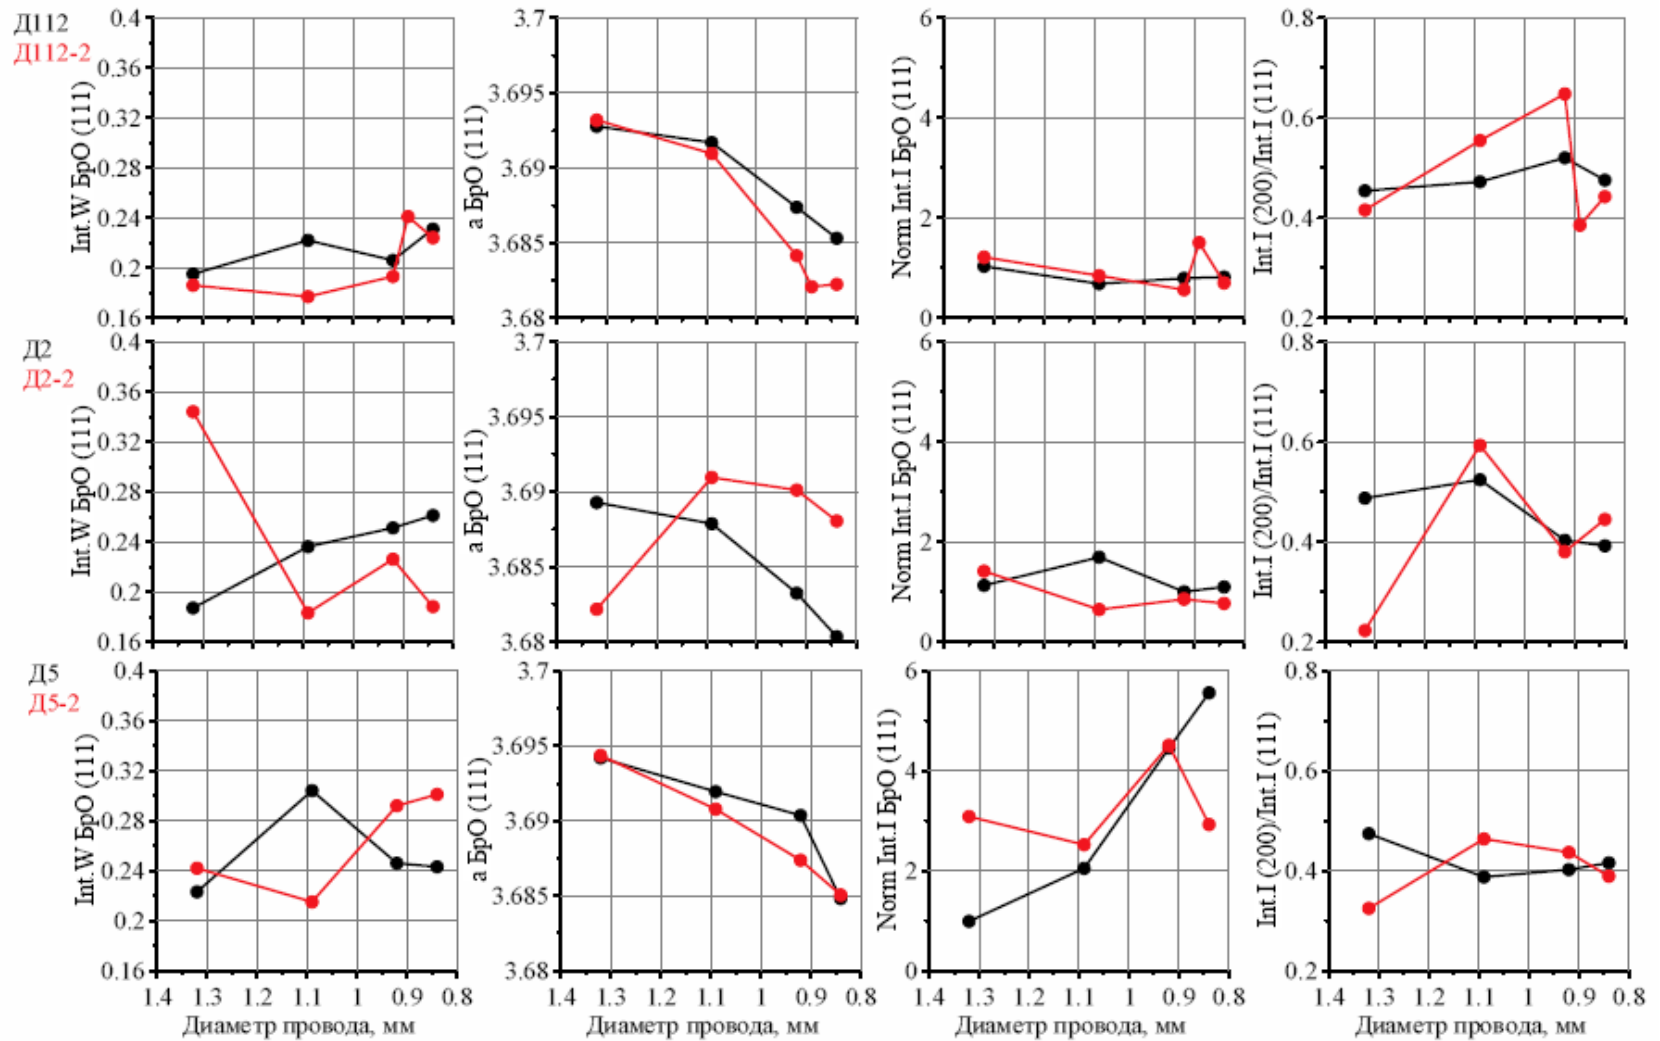 Д112
Д112-2
Int.W БрО (111)
0.4
0.36
0.32
0.28
0.24
0.2
0.16
a БрО (111)
3.7
3.695
3.69
3.685
3.68
Norm Int.I БрО (111)
6
4
2
0
Int.I (200)/Int.I (111)
0.8
0.6
0.4
0.2
Д2
Д2-2
Int.W БрО (111)
0.4
0.36
0.32
0.28
0.24
0.2
0.16
a БрО (111)
3.7
3.695
3.69
3.685
3.68
Norm Int.I БрО (111)
6
4
2
0
Int.I (200)/Int.I (111)
0.8
0.6
0.4
0.2
Д5
Д5-2
Int.W БрО (111)
0.4
0.36
0.32
0.28
0.24
0.2
0.16
a БрО (111)
3.7
3.695
3.69
3.685
3.68
Norm Int.I БрО (111)
6
4
2
0
Int.I (200)/Int.I (111)
0.8
0.6
0.4
0.2
1.4 1.3 1.2 1.1 1 0.9 0.8
Диаметр провода, мм
1.4 1.3 1.2 1.1 1 0.9 0.8
Диаметр провода, мм
1.4 1.3 1.2 1.1 1 0.9 0.8
Диаметр провода, мм
1.4 1.3 1.2 1.1 1 0.9 0.8
Диаметр провода, мм